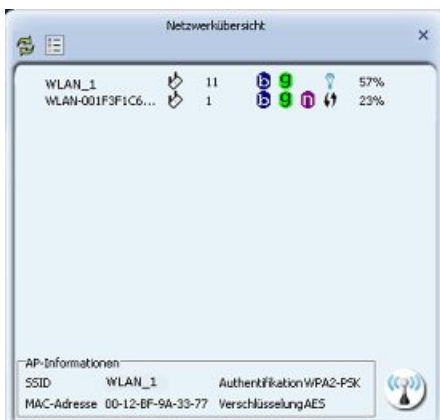 Netzwerkübersicht
WLAN_1 11 b g 57%
WLAN-001F3F1C6... 1 b g n 23%
AP-Informationen
SSID WLAN_1 Authentifikation WPA2-PSK
MAC-Adresse 00-12-BF-9A-33-77 Verschlüsselung AES